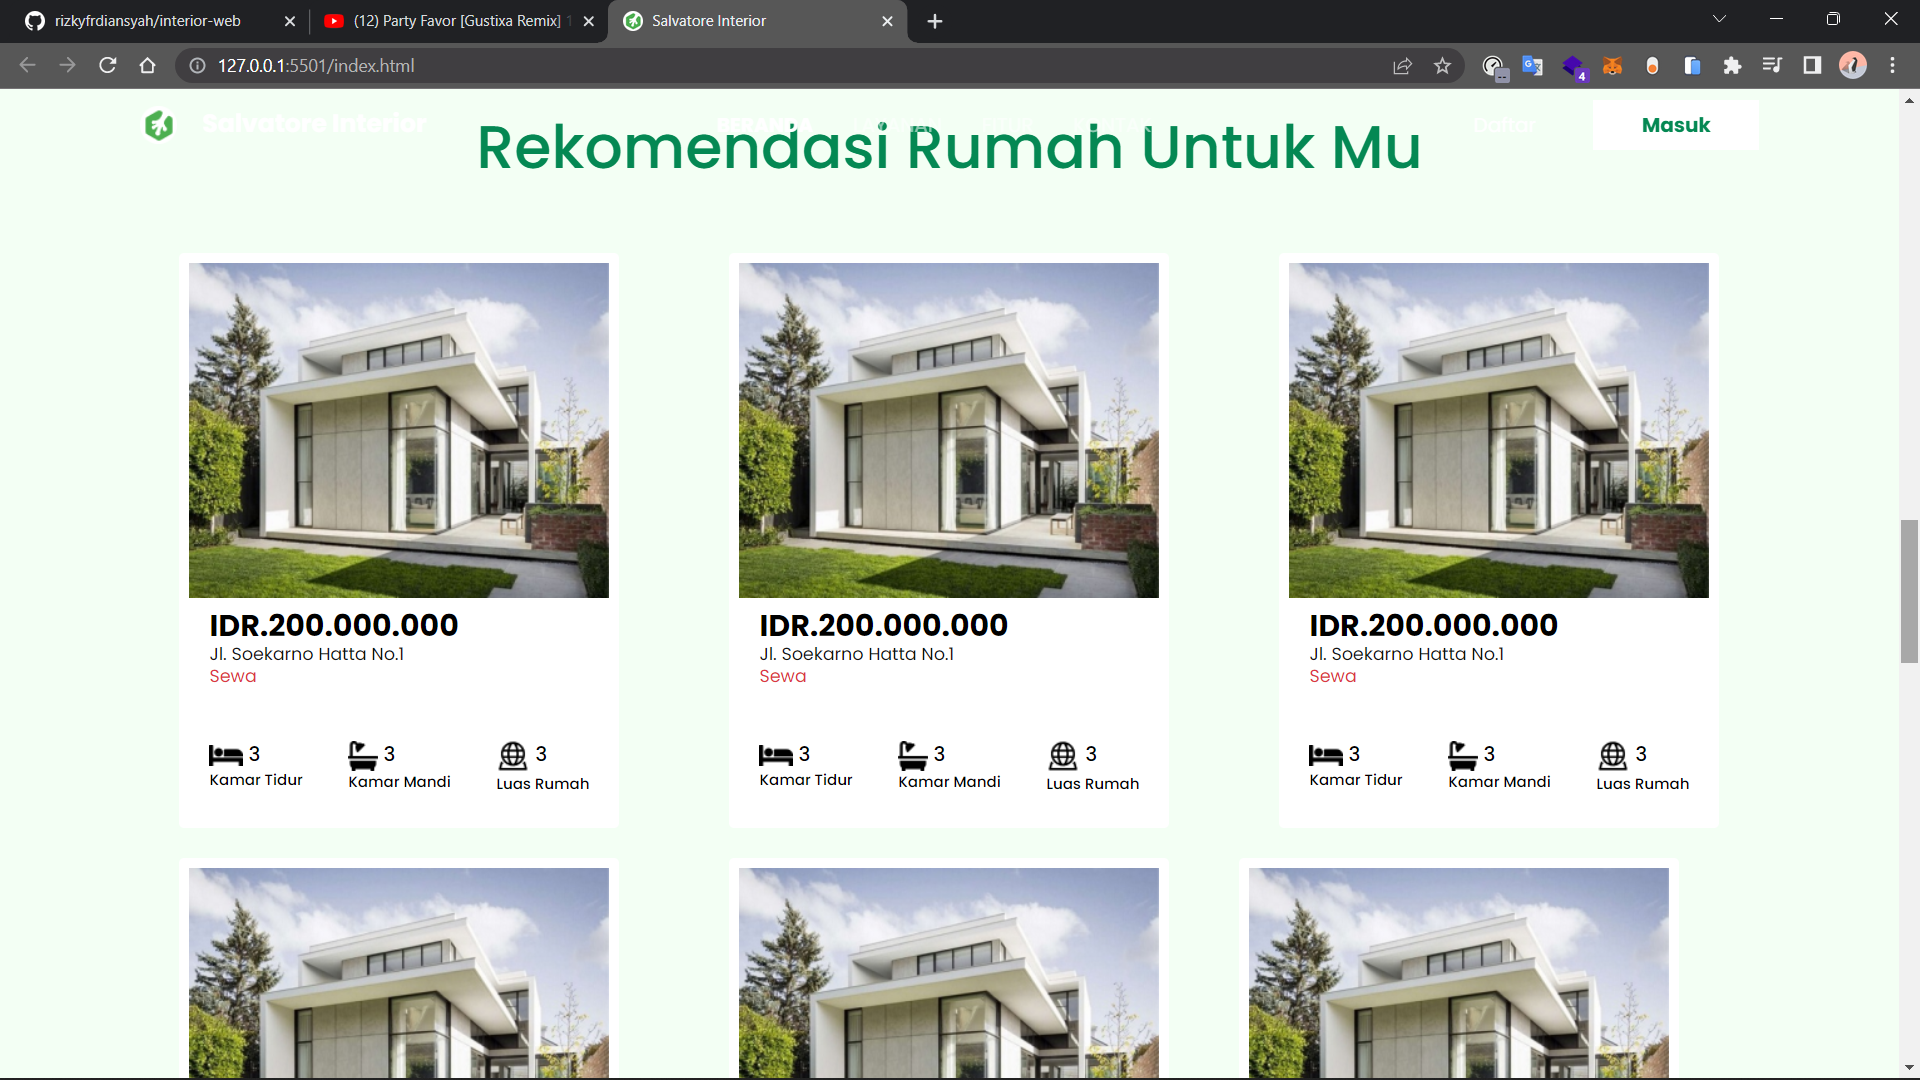 rizkyfrdiansyah/interior-web
(12) Party Favor [Gustixa Remix]
Salvatore Interior
127.0.0.1:5501/index.html
4
Salvatore Interior
BERANDA
Daftar
Masuk
Rekomendasi Rumah Untuk Mu
IDR.200.000.000
Jl. Soekarno Hatta No.1
Sewa
3
Kamar Tidur
3
Kamar Mandi
3
Luas Rumah
IDR.200.000.000
Jl. Soekarno Hatta No.1
Sewa
3
Kamar Tidur
3
Kamar Mandi
3
Luas Rumah
IDR.200.000.000
Jl. Soekarno Hatta No.1
Sewa
3
Kamar Tidur
3
Kamar Mandi
3
Luas Rumah